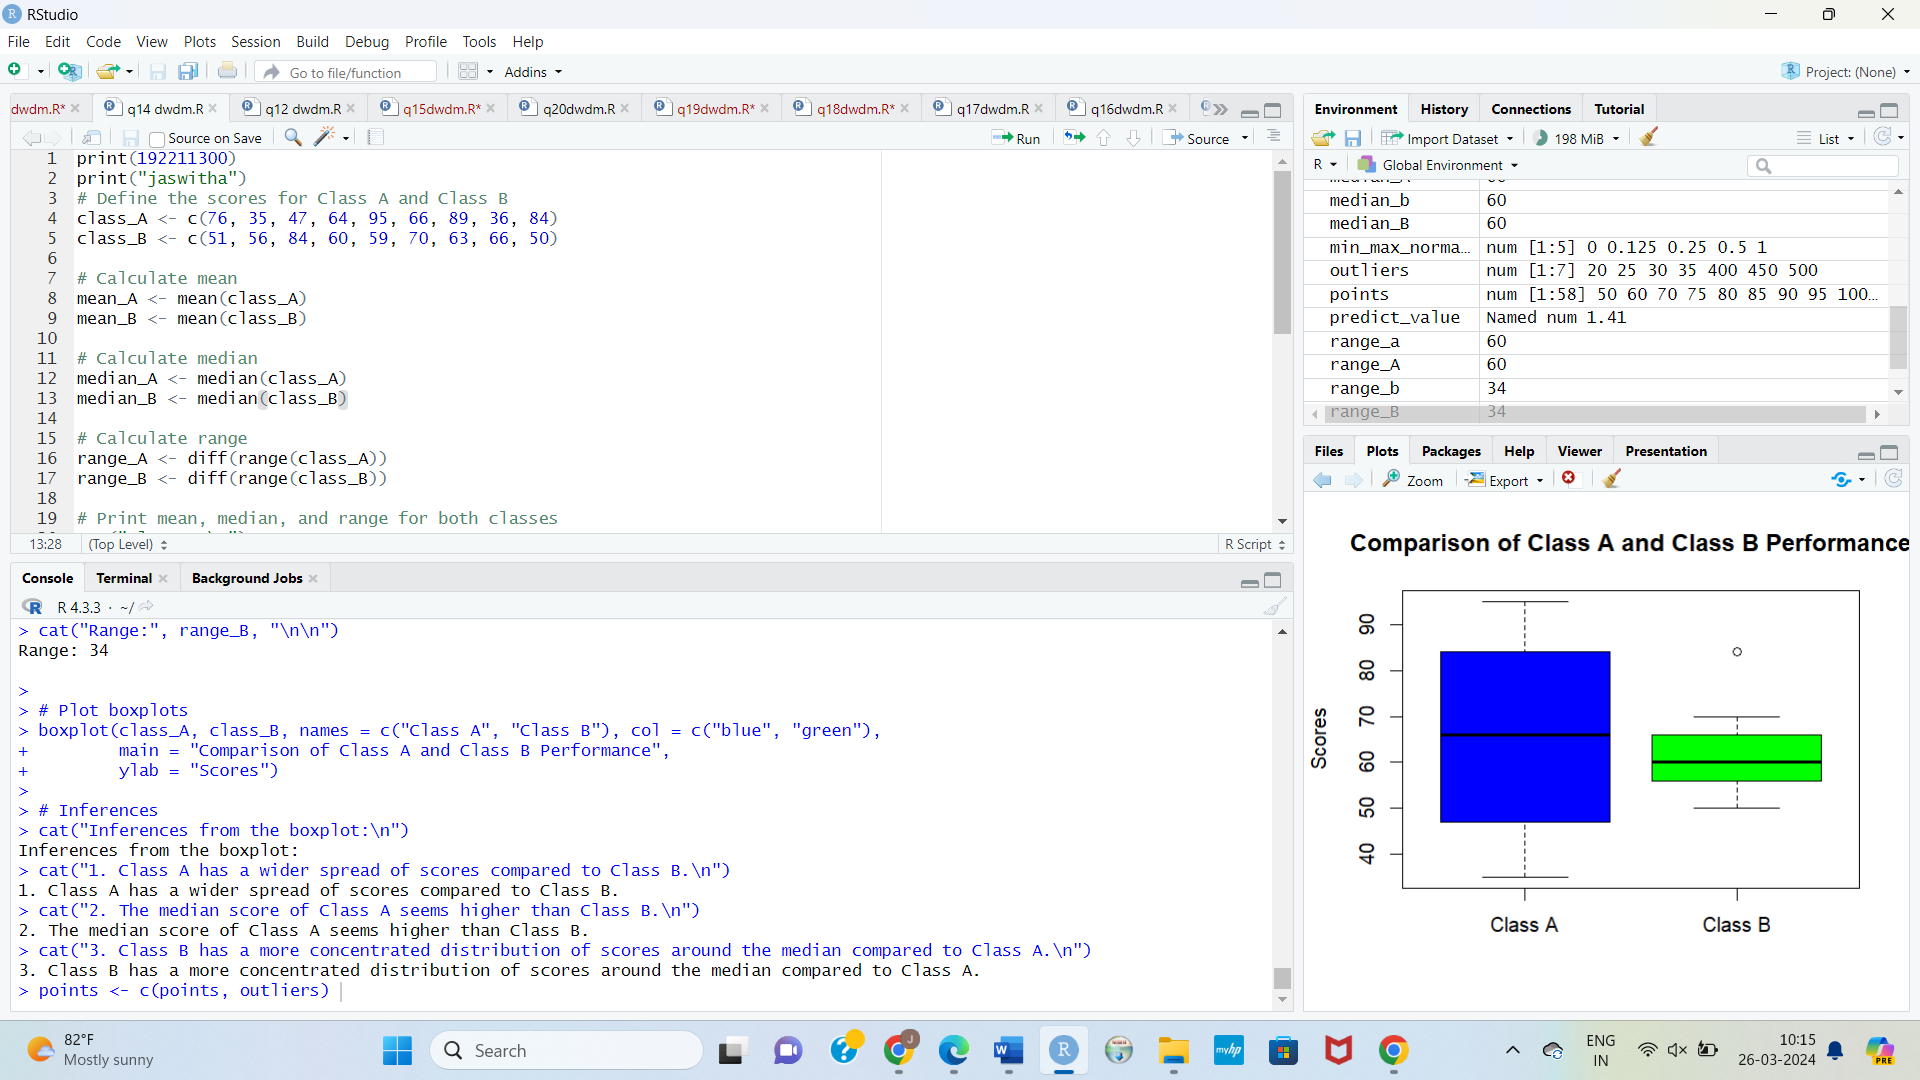 RStudio
File Edit Code View Plots Session Build Debug Profile Tools Help
Go to file/function Addins Project: (None)
dwdm.R* q14 dwdm.R q12 dwdm.R q15dwdm.R* q20dwdm.R q19dwdm.R* q18dwdm.R* q17dwdm.R q16dwdm.R
Source on Save Run Source
1 print(192211300)
2 print("jaswitha")
3 # Define the scores for Class A and Class B
4 class_A <- c(76, 35, 47, 64, 95, 66, 89, 36, 84)
5 class_B <- c(51, 56, 84, 60, 59, 70, 63, 66, 50)
6
7 # Calculate mean
8 mean_A <- mean(class_A)
9 mean_B <- mean(class_B)
10
11 # Calculate median
12 median_A <- median(class_A)
13 median_B <- median(class_B)
14
15 # Calculate range
16 range_A <- diff(range(class_A))
17 range_B <- diff(range(class_B))
18
19 # Print mean, median, and range for both classes
13:28 (Top Level) R Script
Console Terminal Background Jobs
R 4.3.3 · ~/
> cat("Range:", range_B, "\n\n")
Range: 34
>
> # Plot boxplots
> boxplot(class_A, class_B, names = c("Class A", "Class B"), col = c("blue", "green"),
+ main = "Comparison of Class A and Class B Performance",
+ ylab = "Scores")
>
> # Inferences
> cat("Inferences from the boxplot:\n")
Inferences from the boxplot:
> cat("1. Class A has a wider spread of scores compared to Class B.\n")
1. Class A has a wider spread of scores compared to Class B.
> cat("2. The median score of Class A seems higher than Class B.\n")
2. The median score of Class A seems higher than Class B.
> cat("3. Class B has a more concentrated distribution of scores around the median compared to Class A.\n")
3. Class B has a more concentrated distribution of scores around the median compared to Class A.
> points <- c(points, outliers)
Environment History Connections Tutorial
Import Dataset 198 MiB List
R Global Environment
median_b 60
median_B 60
min_max_norma... num [1:5] 0 0.125 0.25 0.5 1
outliers num [1:7] 20 25 30 35 400 450 500
points num [1:58] 50 60 70 75 80 85 90 95 100...
predict_value Named num 1.41
range_a 60
range_A 60
range_b 34
range_B 34
Files Plots Packages Help Viewer Presentation
Zoom Export
Comparison of Class A and Class B Performance
Scores
90
80
70
60
50
40
Class A Class B
82°F
Mostly sunny
Search
J
W
R
myhp
PRE
ENG
IN
10:15
26-03-2024